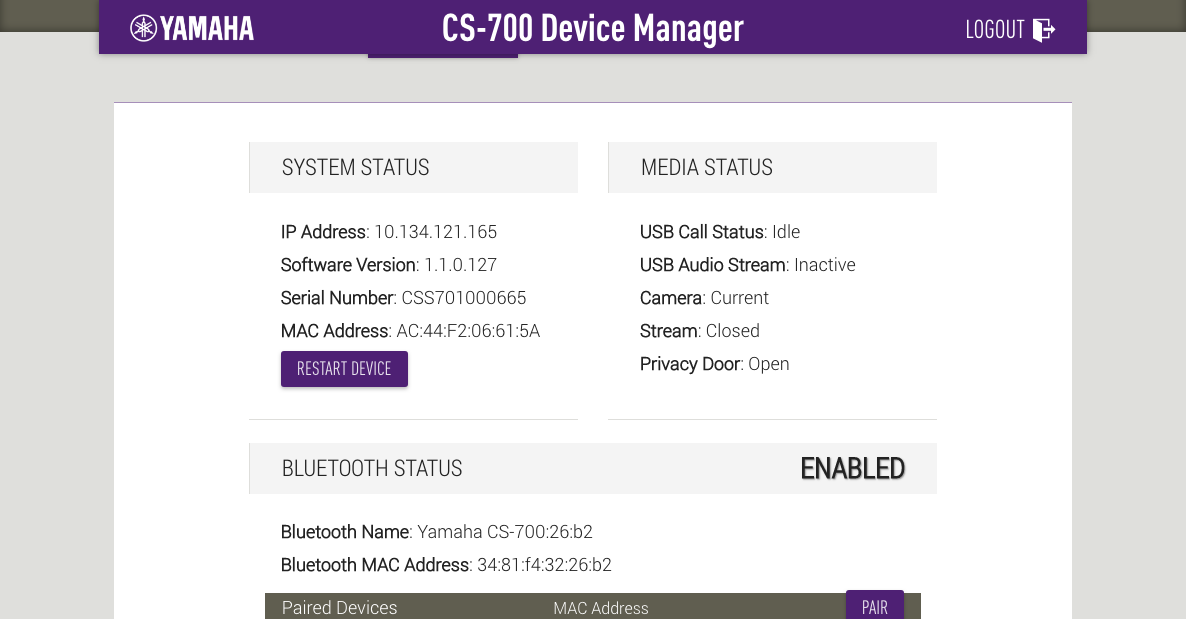 YAMAHA
CS-700 Device Manager
LOGOUT
SYSTEM STATUS
IP Address: 10.134.121.165
Software Version: 1.1.0.127
Serial Number: CSS701000665
MAC Address: AC:44:F2:06:61:5A
RESTART DEVICE
MEDIA STATUS
USB Call Status: Idle
USB Audio Stream: Inactive
Camera: Current
Stream: Closed
Privacy Door: Open
BLUETOOTH STATUS
ENABLED
Bluetooth Name: Yamaha CS-700:26:b2
Bluetooth MAC Address: 34:81:f4:32:26:b2
Paired Devices
MAC Address
PAIR